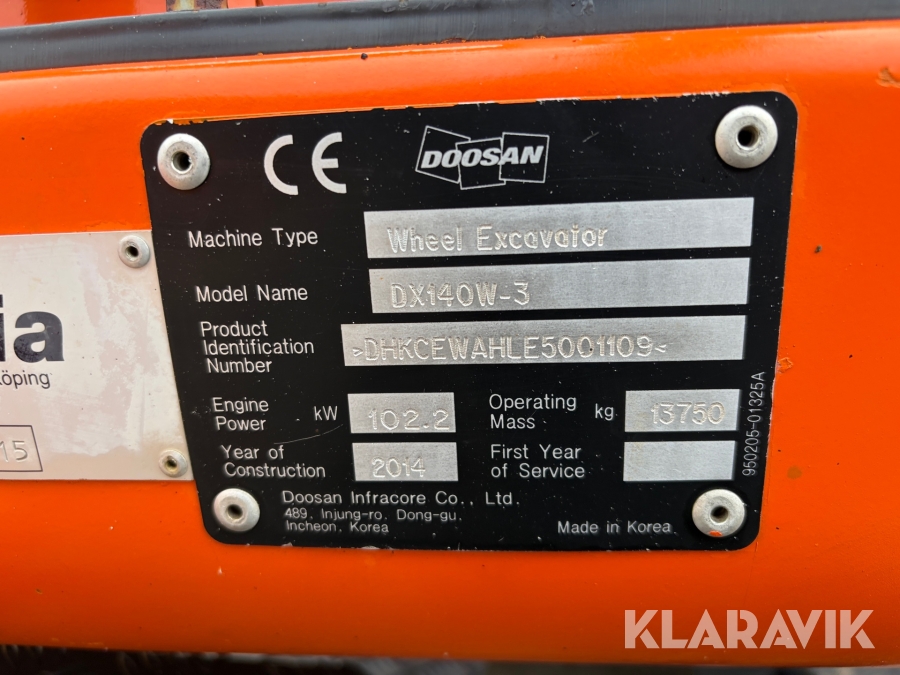 CE DOOSAN
Machine Type Wheel Excavator
Model Name DX140W-3
Product
Identification
Number >DHKCEWAHLE5001109<
Engine
Power kW 102.2
Operating
Mass kg 13750
Year of
Construction 2014
First Year
of Service
Doosan Infracore Co., Ltd.
489, Injung-ro, Dong-gu,
Incheon, Korea
Made in Korea
950205-01325A
ia
köping
15
KLARAVIK